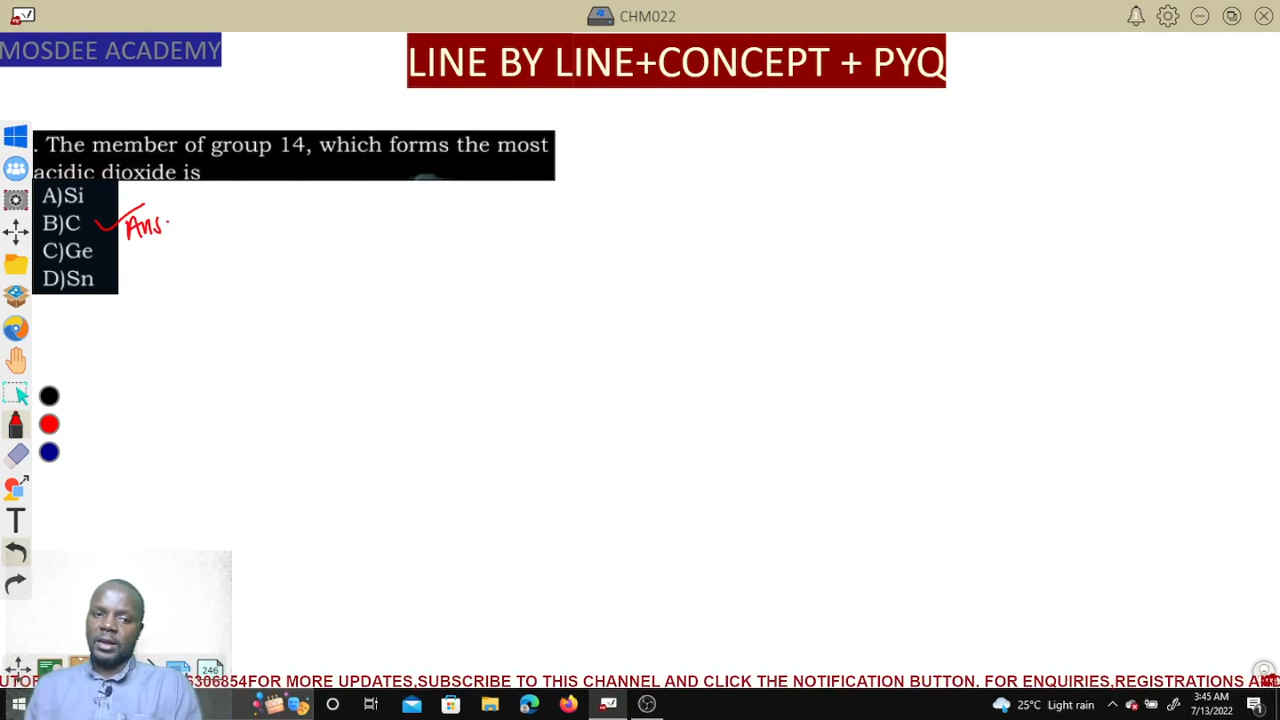 CHM022
MOSDEE ACADEMY
LINE BY LINE+CONCEPT + PYQ
. The member of group 14, which forms the most
acidic dioxide is
A)Si
B)C
Ans.
C)Ge
D)Sn
T
246
6306854FOR MORE UPDATES,SUBSCRIBE TO THIS CHANNEL AND CLICK THE NOTIFICATION BUTTON. FOR ENQUIRIES,REGISTRATIONS
25°C Light rain
3:45 AM
7/13/2022